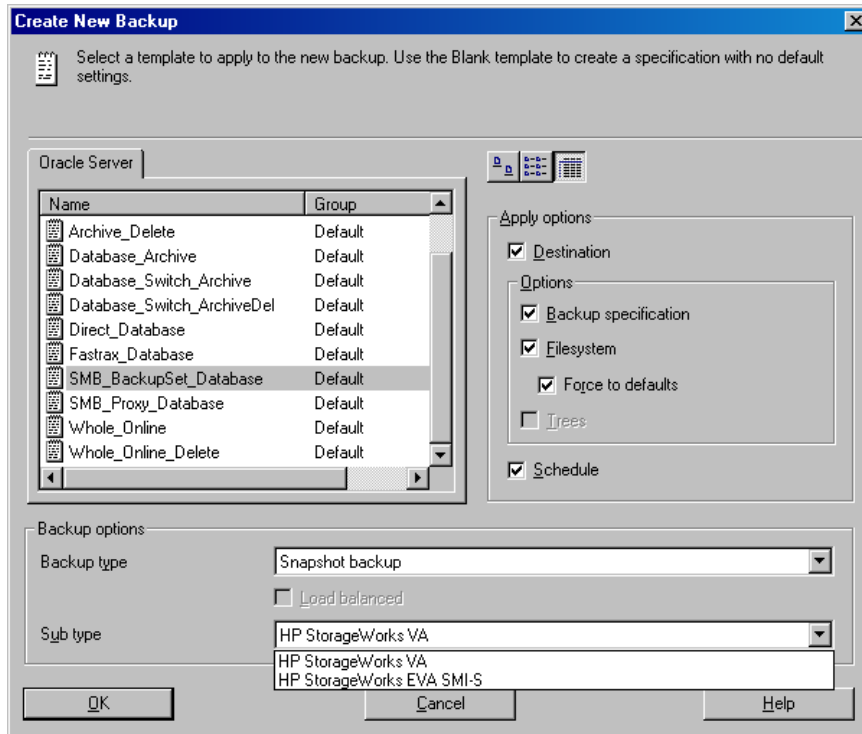 Create New Backup
Select a template to apply to the new backup. Use the Blank template to create a specification with no default
settings.
Oracle Server
Name Group
Archive_Delete Default
Database_Archive Default
Database_Switch_Archive Default
Database_Switch_ArchiveDel Default
Direct_Database Default
Fastrax_Database Default
SMB_BackupSet_Database Default
SMB_Proxy_Database Default
Whole_Online Default
Whole_Online_Delete Default
Apply options
Destination
Options
Backup specification
Filesystem
Force to defaults
Trees
Schedule
Backup options
Backup type Snapshot backup
Load balanced
Sub type HP StorageWorks VA
HP StorageWorks VA
HP StorageWorks EVA SMI-S
OK Cancel Help